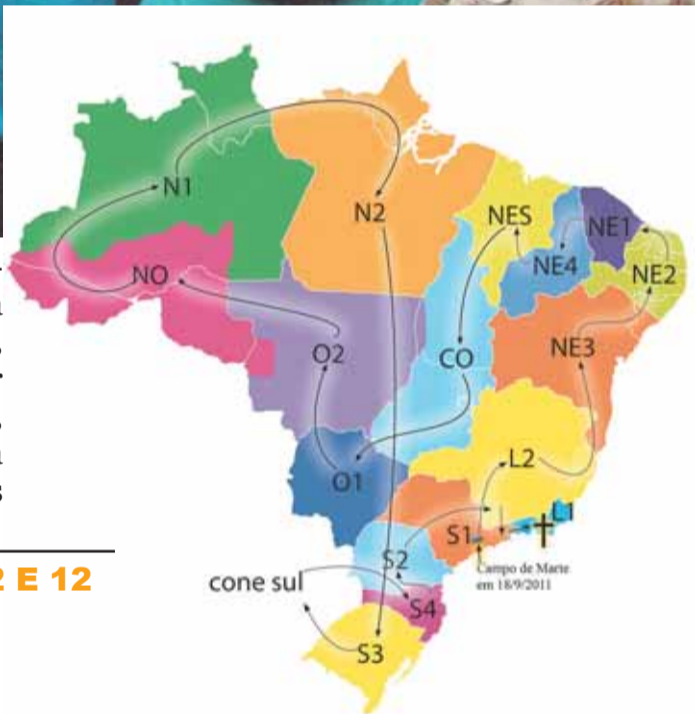 N1
N2
NES
NE1
NE4
NE2
NO
O2
CO
NE3
L2
O1
L1
S1
S2
Campo de Marte
em 18/9/2011
cone sul
S4
S3
2 E 12